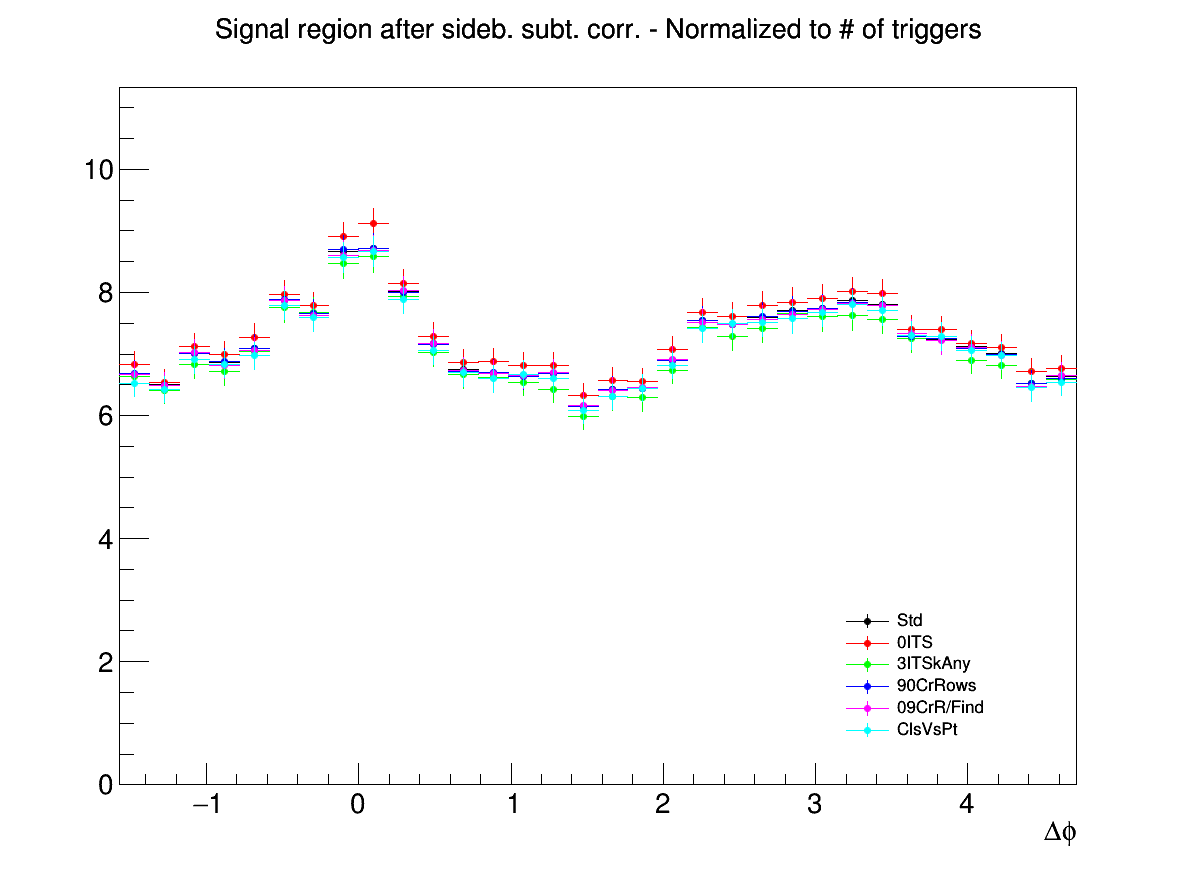 Signal region after sideb. subt. corr. - Normalized to # of triggers
10
8
6
4
2
0
−1 0 1 2 3 4
Δϕ
Std
0ITS
3ITSkAny
90CrRows
09CrR/Find
ClsVsPt